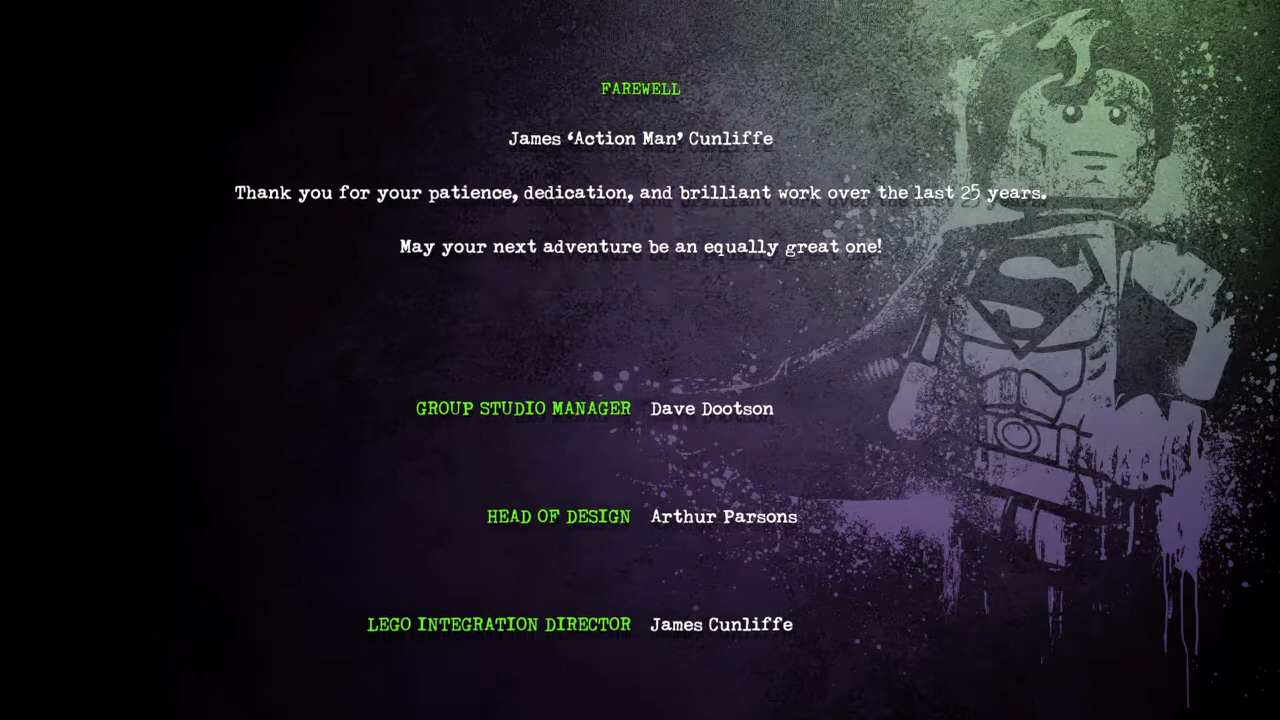 FAREWELL
James ‘Action Man’ Cunliffe
Thank you for your patience, dedication, and brilliant work over the last 25 years.
May your next adventure be an equally great one!
GROUP STUDIO MANAGER Dave Dootson
HEAD OF DESIGN Arthur Parsons
LEGO INTEGRATION DIRECTOR James Cunliffe